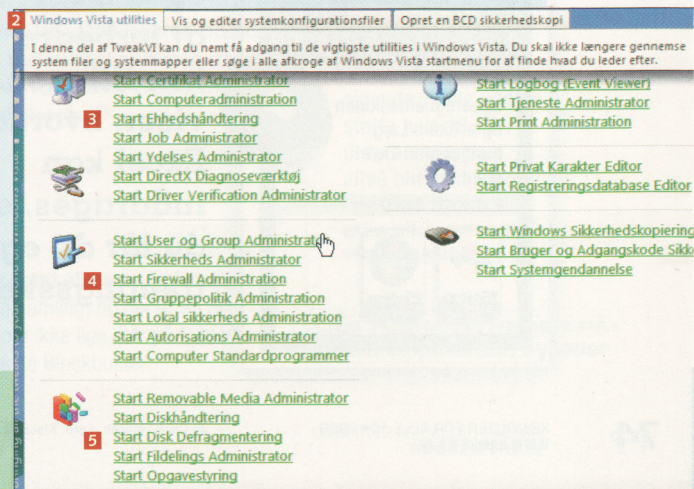 2 Windows Vista utilities
Vis og editer systemkonfigurationsfiler
Opret en BCD sikkerhedskopi
I denne del af TweakVI kan du nemt få adgang til de vigtigste utilities i Windows Vista. Du skal ikke længere gennemse
system filer og systemmapper eller søge i alle afkroge af Windows Vista startmenu for at finde hvad du leder efter.
Start Certifikat Administrator
Start Computeradministration
3 Start Ehhedshåndtering
Start Job Administrator
Start Ydelses Administrator
Start DirectX Diagnoseværktøj
Start Driver Verification Administrator
Start User og Group Administrat
Start Sikkerheds Administrator
4 Start Firewall Administration
Start Gruppepolitik Administration
Start Lokal sikkerheds Administration
Start Autorisations Administrator
Start Computer Standardprogrammer
Start Removable Media Administrator
Start Diskhåndtering
5 Start Disk Defragmentering
Start Fildelings Administrator
Start Opgavestyring
Start Logbog (Event Viewer)
Start Tjeneste Administrator
Start Print Administration
Start Privat Karakter Editor
Start Registreringsdatabase Editor
Start Windows Sikkerhedskopiering
Start Bruger og Adgangskode Sikk
Start Systemgendannelse